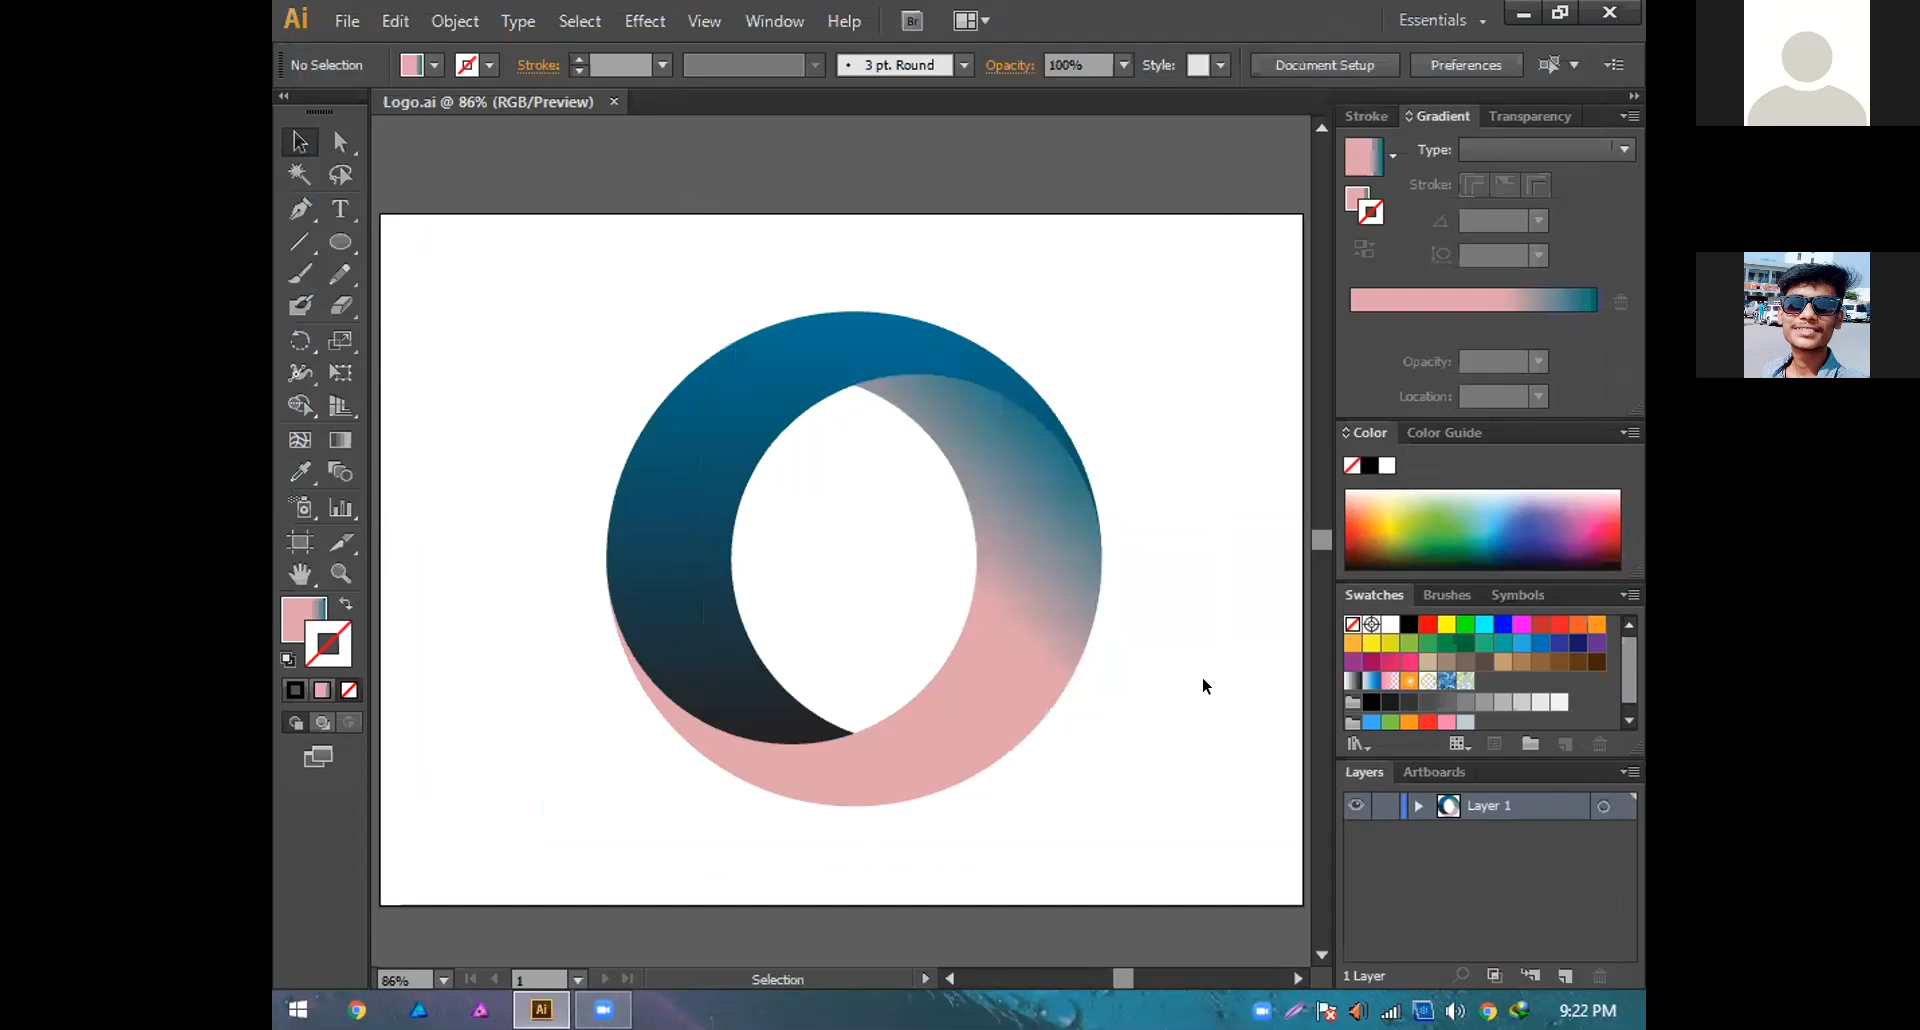 Ai File Edit Object Type Select Effect View Window Help Br Essentials
No Selection Stroke: 3 pt. Round Opacity: 100% Style: Document Setup Preferences
Logo.ai @ 86% (RGB/Preview)
Stroke Gradient Transparency
Type:
Stroke:
Opacity:
Location:
Color Color Guide
Swatches Brushes Symbols
Layers Artboards
Layer 1
1 Layer
86% 1 Selection
Ai 9:22 PM